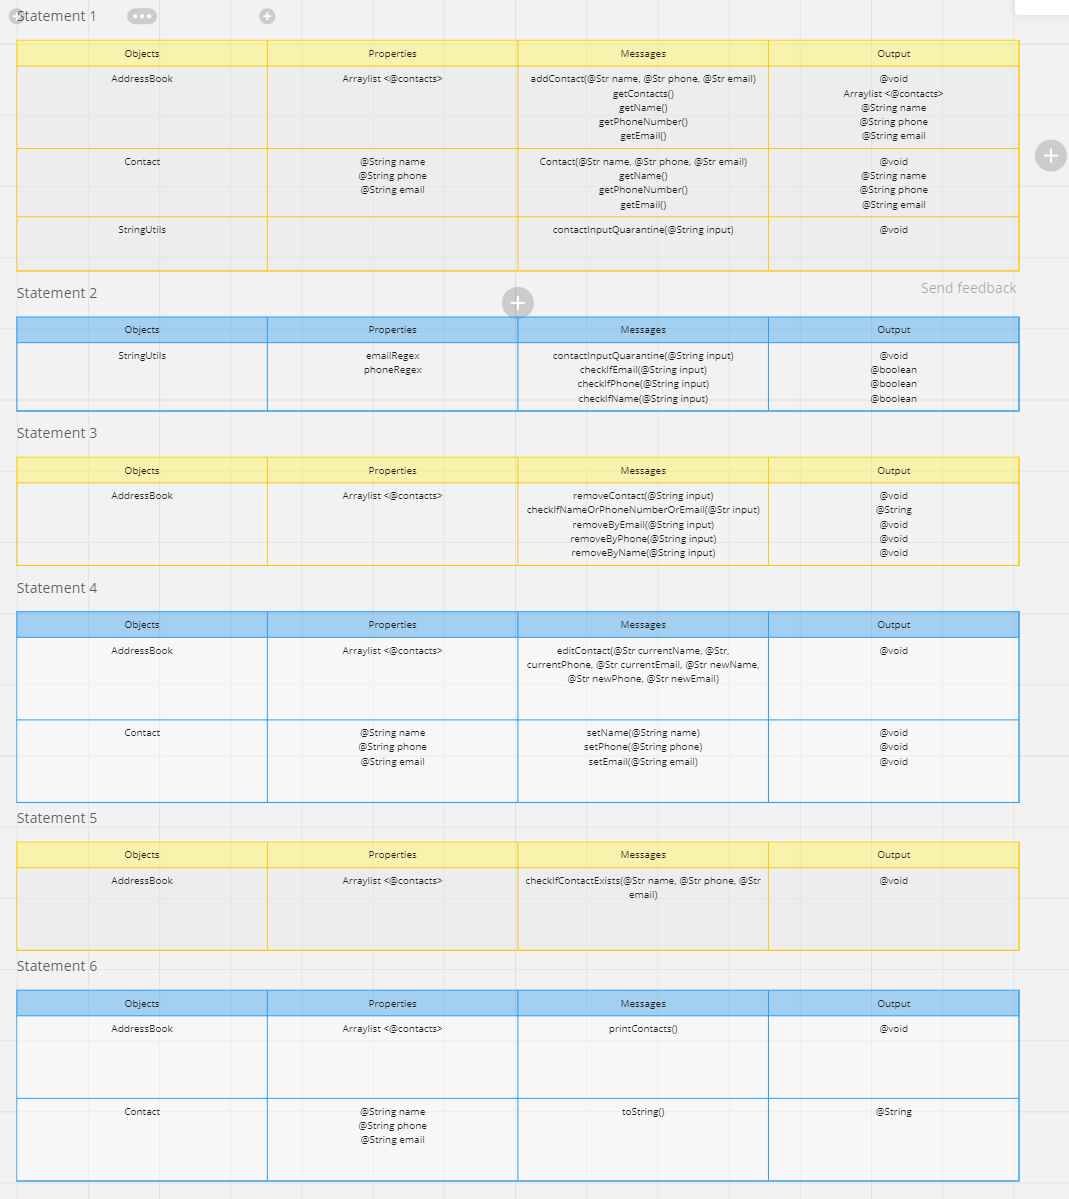 Statement 1
Objects Properties Messages Output
AddressBook Arraylist <@contacts> addContact(@Str name, @Str phone, @Str email) @void
getContacts() Arraylist <@contacts>
getName() @String name
getPhoneNumber() @String phone
getEmail() @String email
Contact @String name Contact(@Str name, @Str phone, @Str email) @void
@String phone getName() @String name
@String email getPhoneNumber() @String phone
getEmail() @String email
StringUtils contactInputQuarantine(@String input) @void
Send feedback
Statement 2
Objects Properties Messages Output
StringUtils emailRegex contactInputQuarantine(@String input) @void
phoneRegex checkIfEmail(@String input) @boolean
checkIfPhone(@String input) @boolean
checkIfName(@String input) @boolean
Statement 3
Objects Properties Messages Output
AddressBook Arraylist <@contacts> removeContact(@String input) @void
checkIfNameOrPhoneNumberOrEmail(@Str input) @String
removeByEmail(@String input) @void
removeByPhone(@String input) @void
removeByName(@String input) @void
Statement 4
Objects Properties Messages Output
AddressBook Arraylist <@contacts> editContact(@Str currentName, @Str, @void
currentPhone, @Str currentEmail, @Str newName,
@Str newPhone, @Str newEmail)
Contact @String name setName(@String name) @void
@String phone setPhone(@String phone) @void
@String email setEmail(@String email) @void
Statement 5
Objects Properties Messages Output
AddressBook Arraylist <@contacts> checkIfContactExists(@Str name, @Str phone, @Str @void
email)
Statement 6
Objects Properties Messages Output
AddressBook Arraylist <@contacts> printContacts() @void
Contact @String name toString() @String
@String phone
@String email